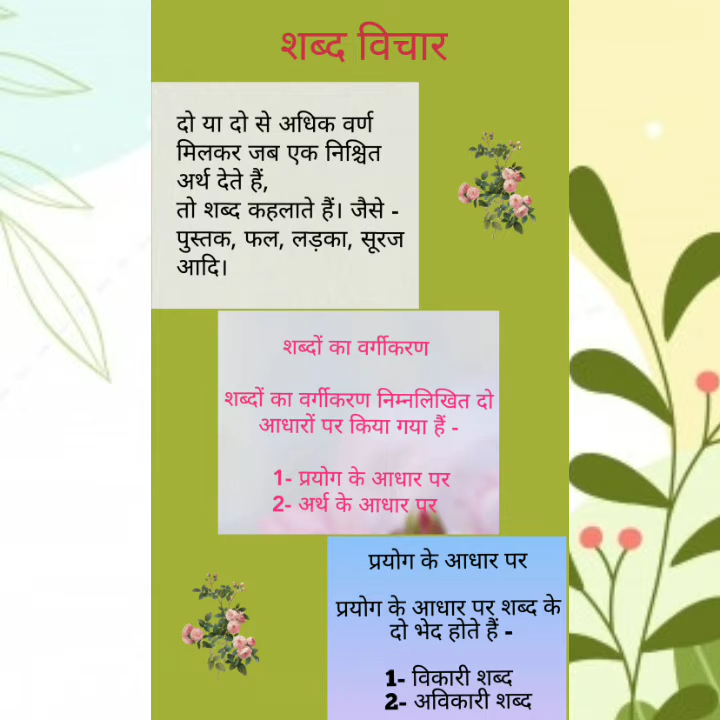 शब्द विचार
दो या दो से अधिक वर्ण
मिलकर जब एक निश्चित
अर्थ देते हैं,
तो शब्द कहलाते हैं। जैसे -
पुस्तक, फल, लड़का, सूरज
आदि।
शब्दों का वर्गीकरण
शब्दों का वर्गीकरण निम्नलिखित दो
आधारों पर किया गया हैं -
1- प्रयोग के आधार पर
2- अर्थ के आधार पर
प्रयोग के आधार पर
प्रयोग के आधार पर शब्द के
दो भेद होते हैं -
1- विकारी शब्द
2- अविकारी शब्द